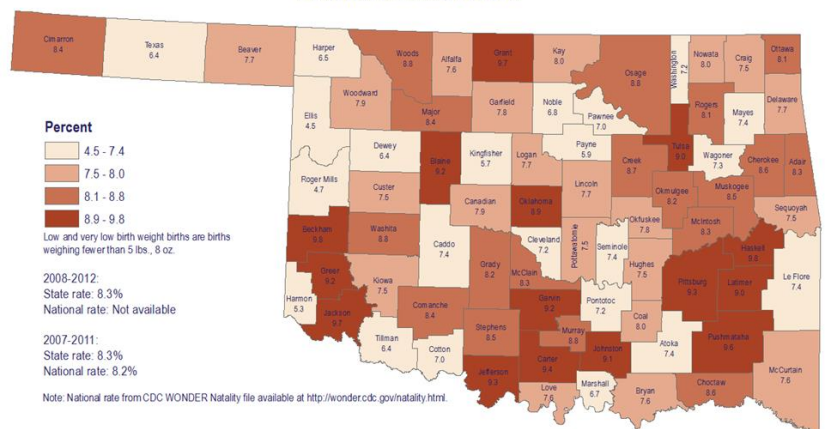 Cimarron
8.4
Texas
6.4
Beaver
7.7
Harper
6.5
Woods
8.8
Alfalfa
7.6
Grant
9.7
Kay
8.0
Osage
8.8
Washington
7.2
Nowata
8.0
Craig
7.5
Ottawa
8.1
Ellis
4.5
Woodward
7.9
Major
8.4
Garfield
7.8
Noble
6.8
Pawnee
7.0
Rogers
8.1
Mayes
7.4
Delaware
7.7
Dewey
6.4
Blaine
9.2
Kingfisher
5.7
Logan
7.7
Payne
6.9
Creek
8.7
Tulsa
9.0
Wagoner
7.3
Cherokee
8.6
Adair
8.3
Roger Mills
4.7
Custer
7.5
Canadian
7.9
Oklahoma
8.9
Lincoln
7.7
Okmulgee
8.2
Muskogee
8.5
Sequoyah
7.5
Beckham
9.8
Washita
8.8
Caddo
7.4
Grady
8.2
Cleveland
7.2
McClain
8.3
Pottawatomie
7.5
Seminole
7.4
Okfuskee
7.8
McIntosh
8.3
Haskell
9.8
Greer
9.2
Kiowa
7.5
Hughes
7.5
Pittsburg
9.3
Latimer
9.0
Le Flore
7.4
Harmon
5.3
Jackson
9.7
Comanche
8.4
Garvin
9.2
Pontotoc
7.2
Coal
8.0
Tillman
6.4
Cotton
7.0
Stephens
8.5
Murray
8.8
Johnston
9.1
Atoka
7.4
Pushmataha
9.6
McCurtain
7.6
Jefferson
9.3
Carter
9.4
Love
7.6
Marshall
6.7
Bryan
7.6
Choctaw
8.6
Percent
4.5 - 7.4
7.5 - 8.0
8.1 - 8.8
8.9 - 9.8
Low and very low birth weight births are births
weighing fewer than 5 lbs., 8 oz.
2008-2012:
State rate: 8.3%
National rate: Not available
2007-2011:
State rate: 8.3%
National rate: 8.2%
Note: National rate from CDC WONDER Natality file available at http://wonder.cdc.gov/natality.html.